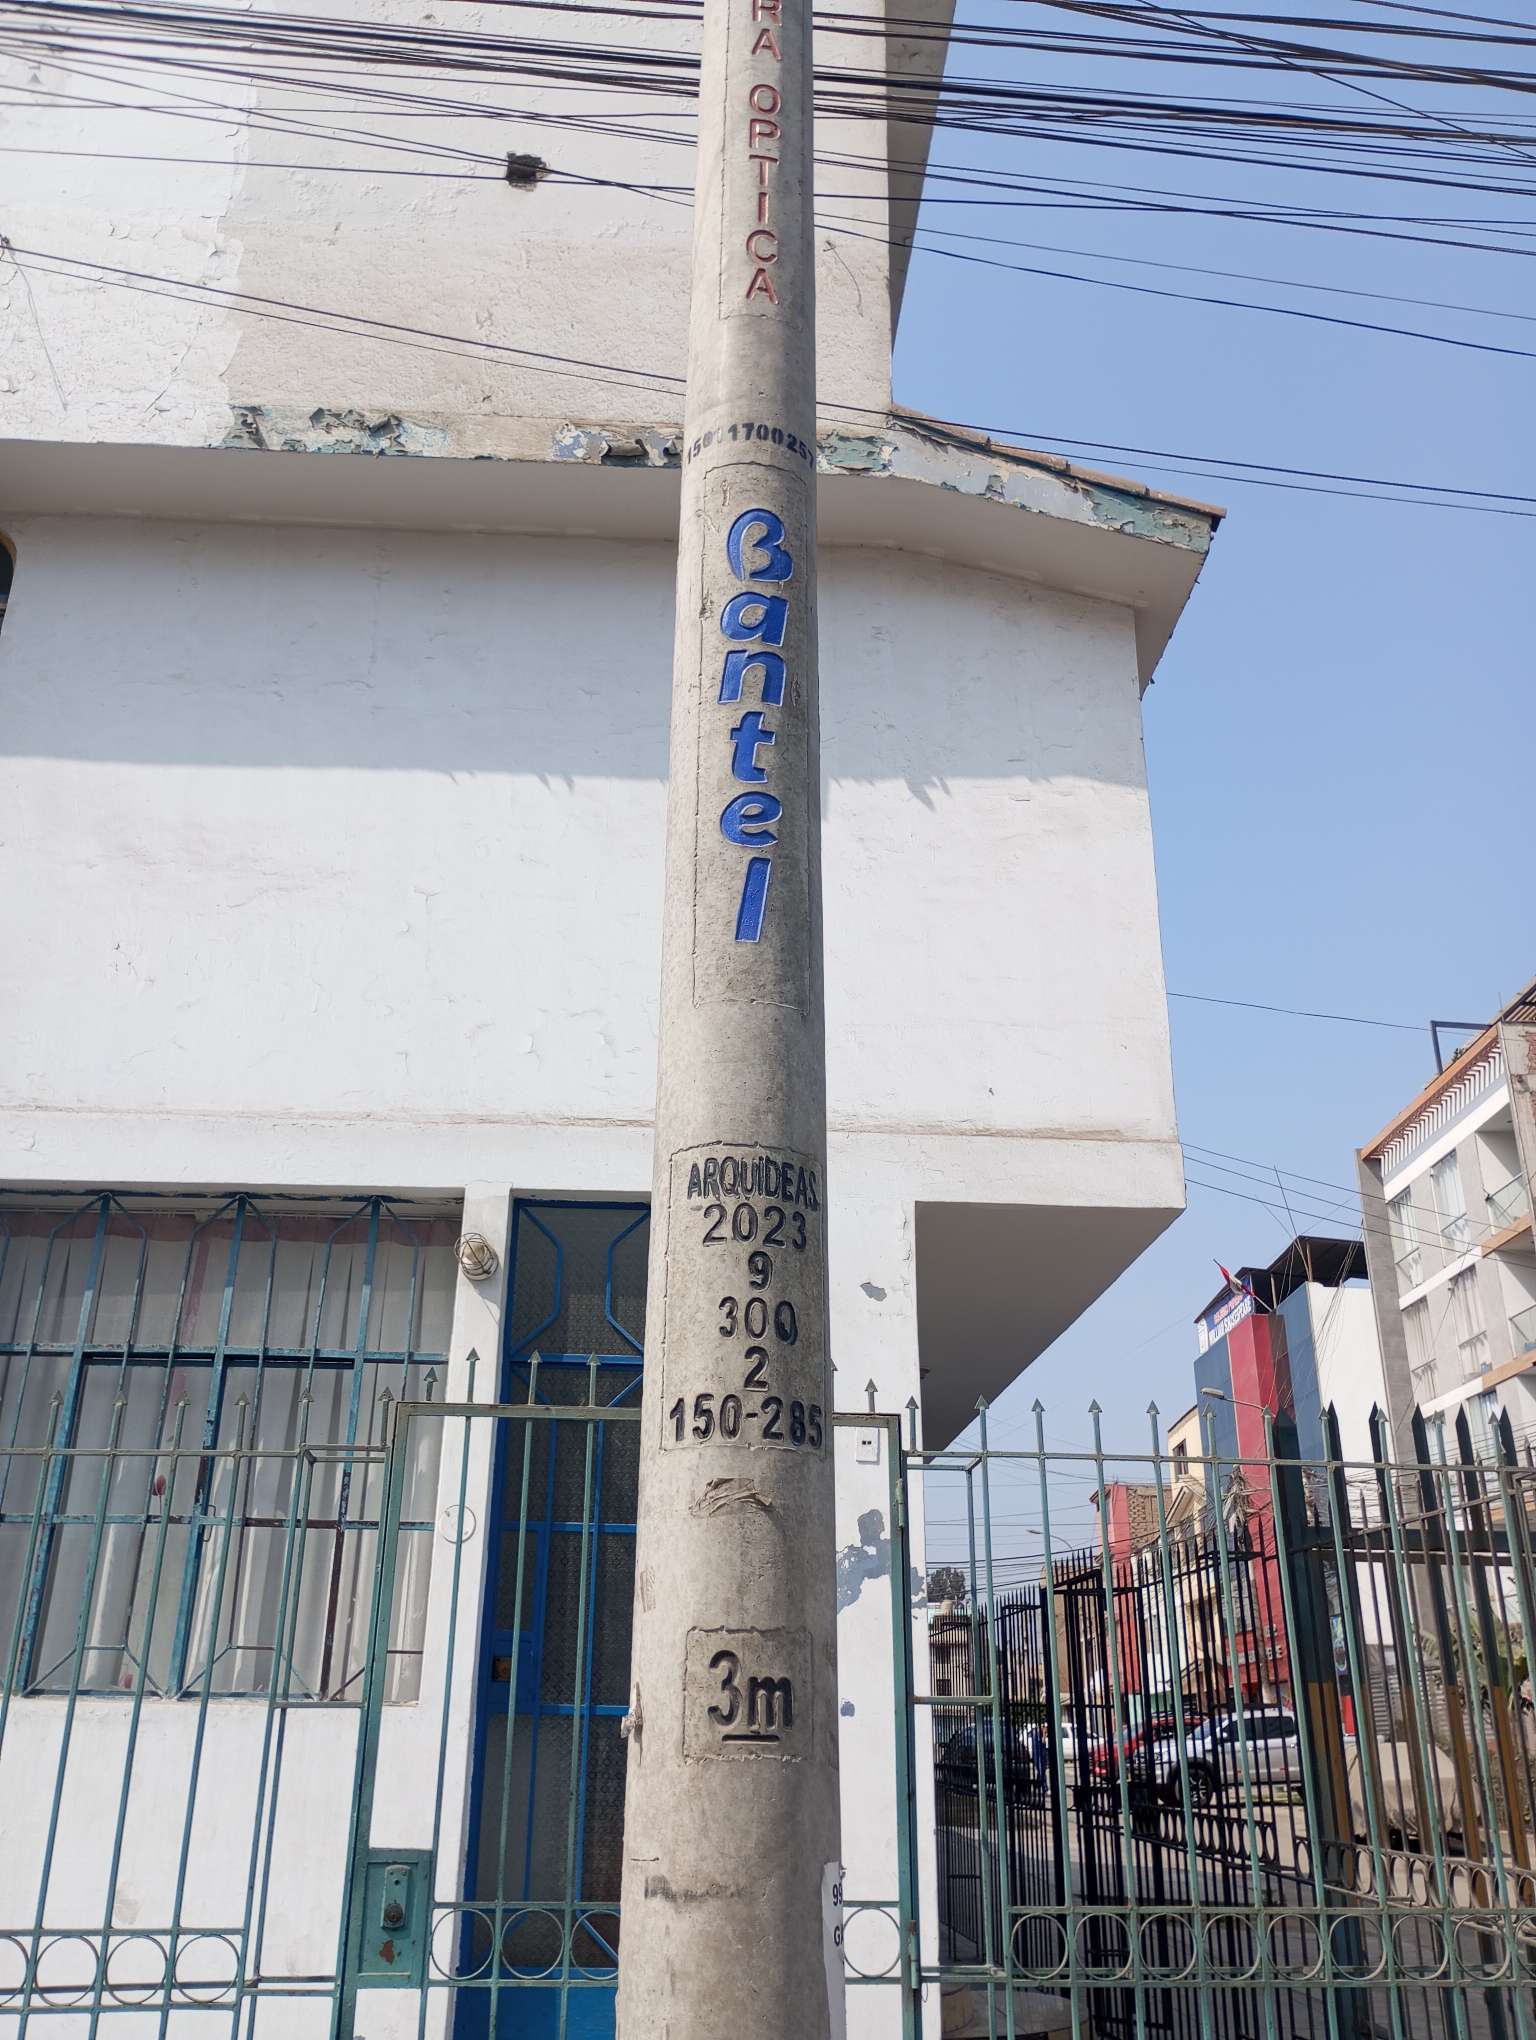 RA OPTICA
Bantel
ARQUIDEAS
2023
9
300
2
150-285
3m